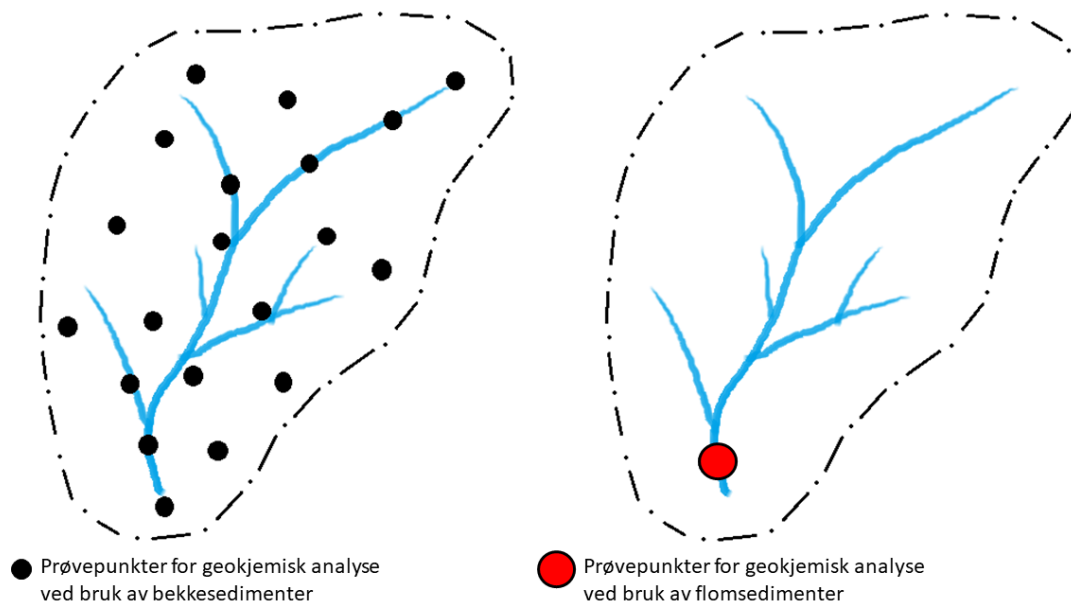 Prøvepunkter for geokjemisk analyse
ved bruk av bekkesedimenter
Prøvepunkter for geokjemisk analyse
ved bruk av flomsedimenter